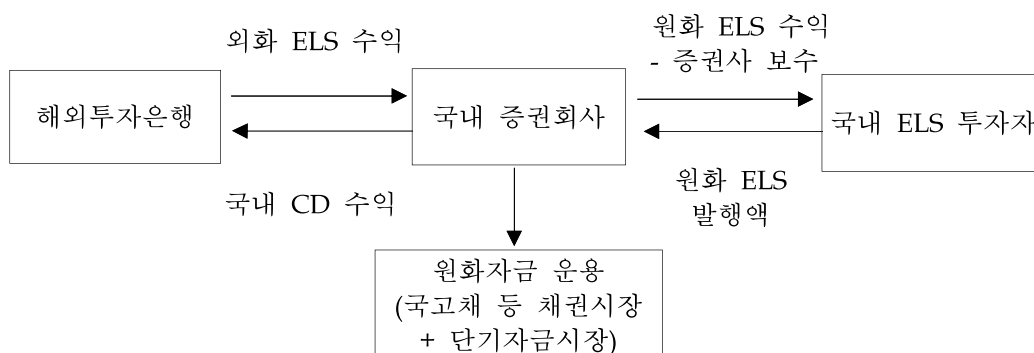 외화 ELS 수익
원화 ELS 수익
- 증권사 보수
해외투자은행
국내 증권회사
국내 ELS 투자자
국내 CD 수익
원화 ELS
발행액
원화자금 운용
(국고채 등 채권시장
+ 단기자금시장)